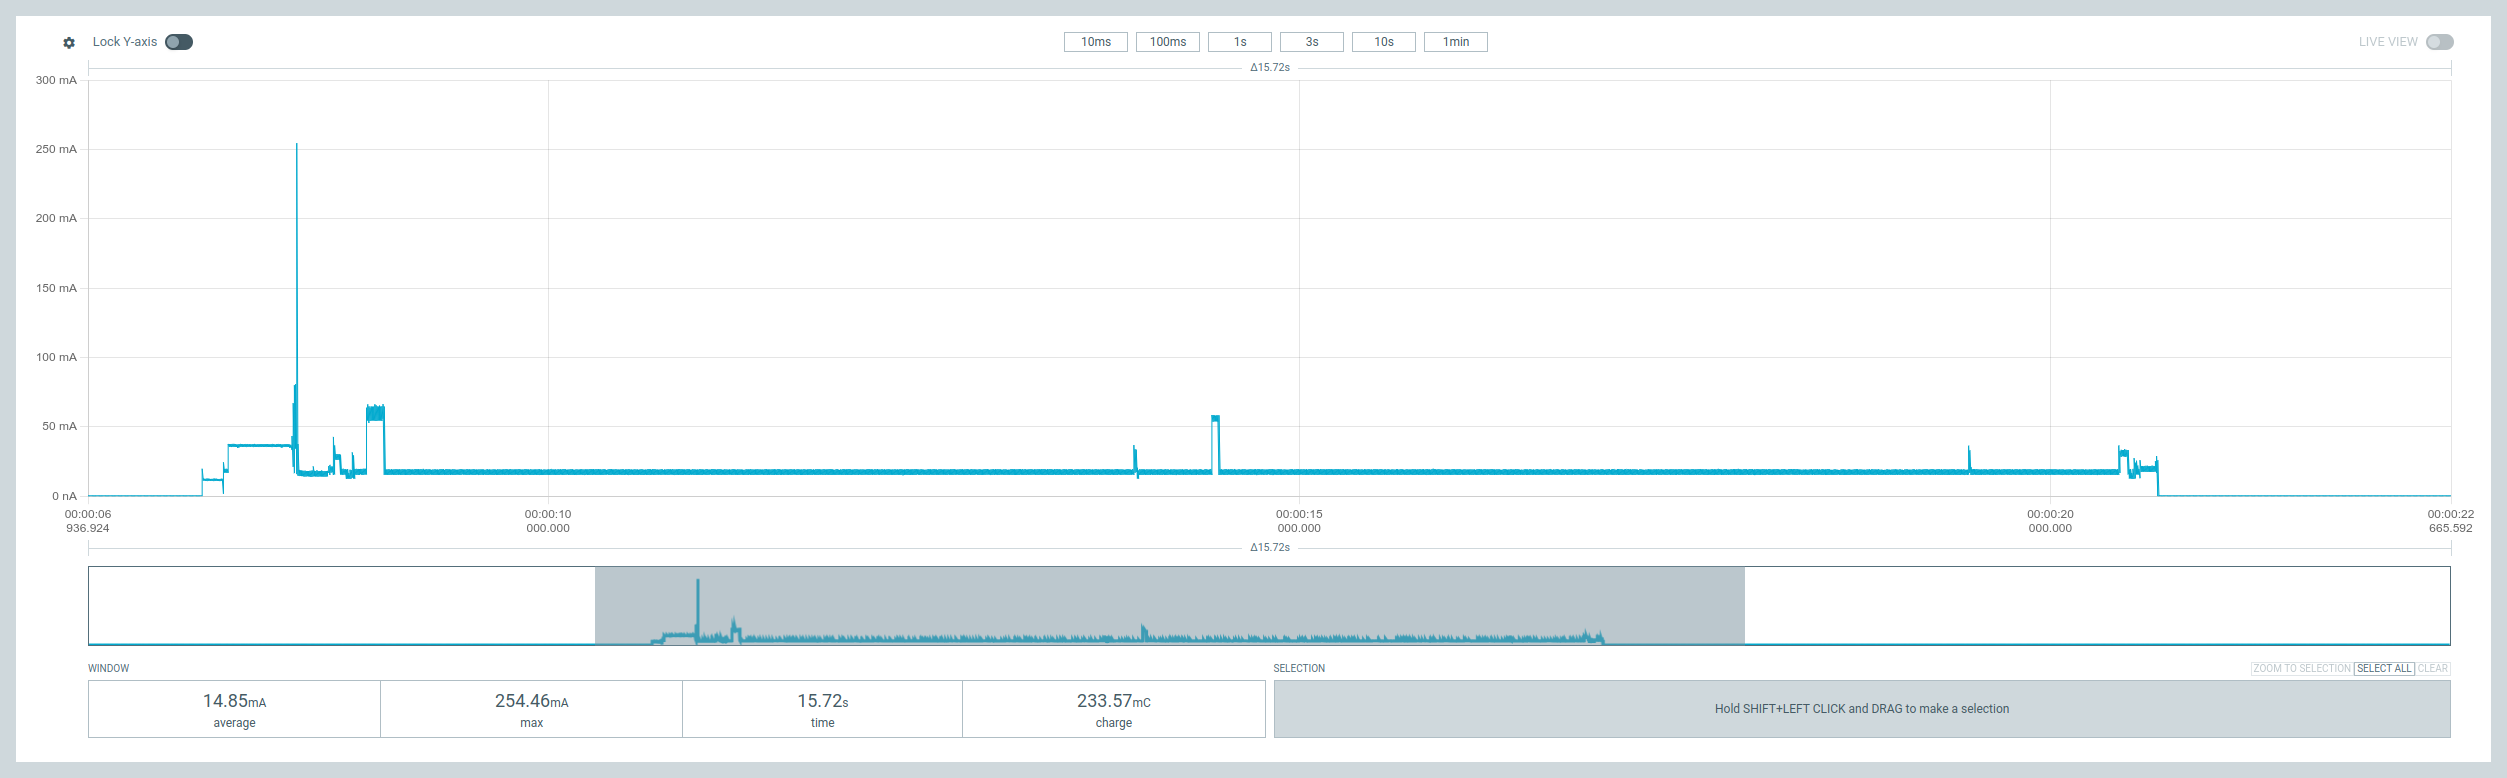 Lock Y-axis 10ms 100ms 1s 3s 10s 1min LIVE VIEW
Δ15.72s
300 mA
250 mA
200 mA
150 mA
100 mA
50 mA
0 nA
00:00:06 00:00:10 00:00:15 00:00:20 00:00:22
936.924 000.000 000.000 000.000 665.592
Δ15.72s
WINDOW SELECTION ZOOM TO SELECTION SELECT ALL CLEAR
14.85mA 254.46mA 15.72s 233.57mC
average max time charge
Hold SHIFT+LEFT CLICK and DRAG to make a selection